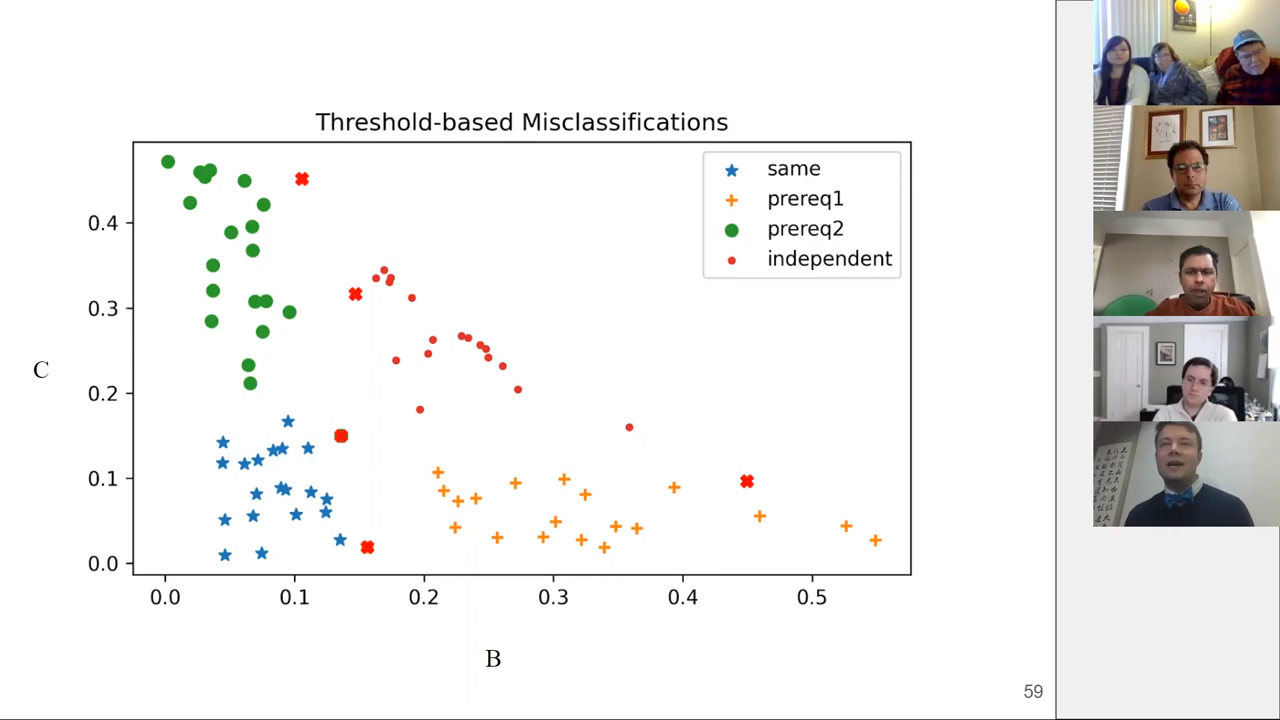 Threshold-based Misclassifications
same
prereq1
prereq2
independent
0.4
0.3
0.2
0.1
0.0
C
0.0 0.1 0.2 0.3 0.4 0.5
B
59